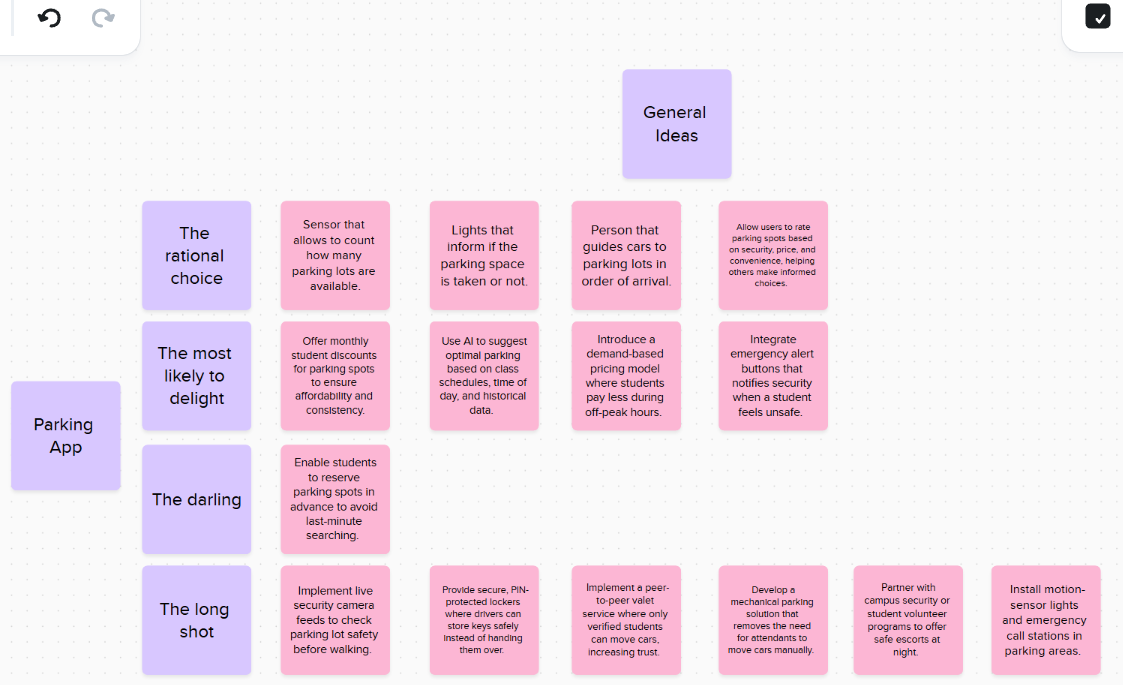 General
Ideas
The
rational
choice
Sensor that
allows to count
how many
parking lots are
available.
Lights that
inform if the
parking space
is taken or not.
Person that
guides cars to
parking lots in
order of arrival.
Allow users to rate
parking spots based
on security, price, and
convenience, helping
others make informed
choices.
The most
likely to
delight
Offer monthly
student discounts
for parking spots
to ensure
affordability and
consistency.
Use AI to suggest
optimal parking
based on class
schedules, time of
day, and historical
data.
Introduce a
demand-based
pricing model
where students
pay less during
off-peak hours.
Integrate
emergency alert
buttons that
notifies security
when a student
feels unsafe.
Parking
App
The darling
Enable students
to reserve
parking spots in
advance to avoid
last-minute
searching.
The long
shot
Implement live
security camera
feeds to check
parking lot safety
before walking.
Provide secure, PIN-
protected lockers
where drivers can
store keys safely
instead of handing
them over.
Implement a peer-
to-peer valet
service where only
verified students
can move cars,
increasing trust.
Develop a
mechanical parking
solution that
removes the need
for attendants to
move cars manually.
Partner with
campus security or
student volunteer
programs to offer
safe escorts at
night.
Install motion-
sensor lights
and emergency
call stations in
parking areas.